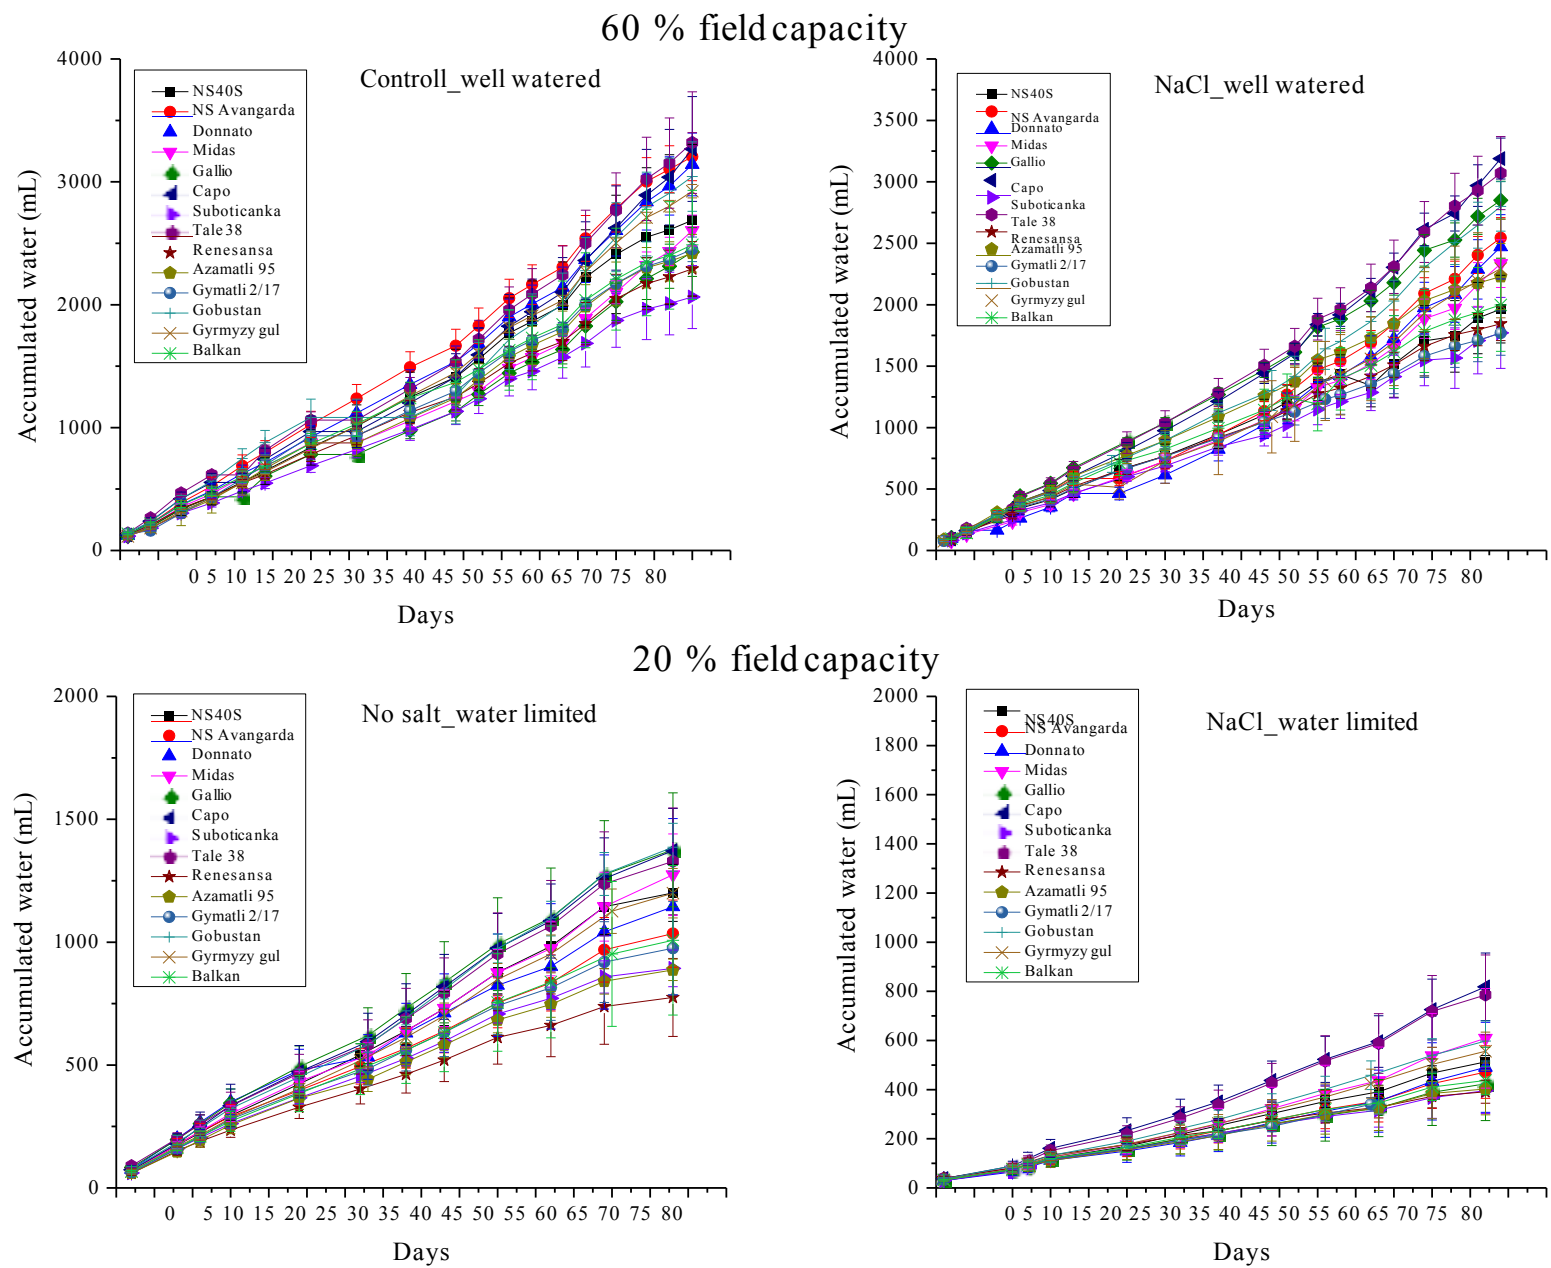 60 % field capacity
Controll_well watered
NS40S
NS Avangarda
Donnato
Midas
Gallio
Capo
Suboticanka
Tale 38
Renesansa
Azamatli 95
Gymatli 2/17
Gobustan
Gyrmyzy gul
Balkan
4000
3000
2000
1000
0
Accumulated water (mL)
0 5 10 15 20 25 30 35 40 45 50 55 60 65 70 80
Days
NaCl_well watered
NS40S
NS Avangarda
Donnato
Midas
Gallio
Capo
Suboticanka
Tale 38
Renesansa
Azamatli 95
Gymatli 2/17
Gobustan
Gyrmyzy gul
Balkan
4000
3500
3000
2500
2000
1500
1000
500
0
Accumulated water (mL)
0 5 10 15 20 25 30 35 40 45 50 55 65 70 75 80
Days
20 % field capacity
No salt_water limited
NS40S
NS Avangarda
Donnato
Midas
Gallio
Capo
Suboticanka
Tale 38
Renesansa
Azamatli 95
Gymatli 2/17
Gobustan
Gyrmyzy gul
Balkan
2000
1500
1000
500
0
Accumulated water (mL)
0 5 10 15 20 30 35 40 45 50 55 60 65 70 80
Days
NaCl_water limited
NS40S
NS Avangarda
Donnato
Midas
Gallio
Capo
Suboticanka
Tale 38
Renesansa
Azamatli 95
Gymatli 2/17
Gobustan
Gyrmyzy gul
Balkan
2000
1800
1600
1400
1200
1000
800
600
400
200
0
Accumulated water (mL)
0 5 10 15 20 25 30 35 40 45 50 55 65 70 75 80
Days